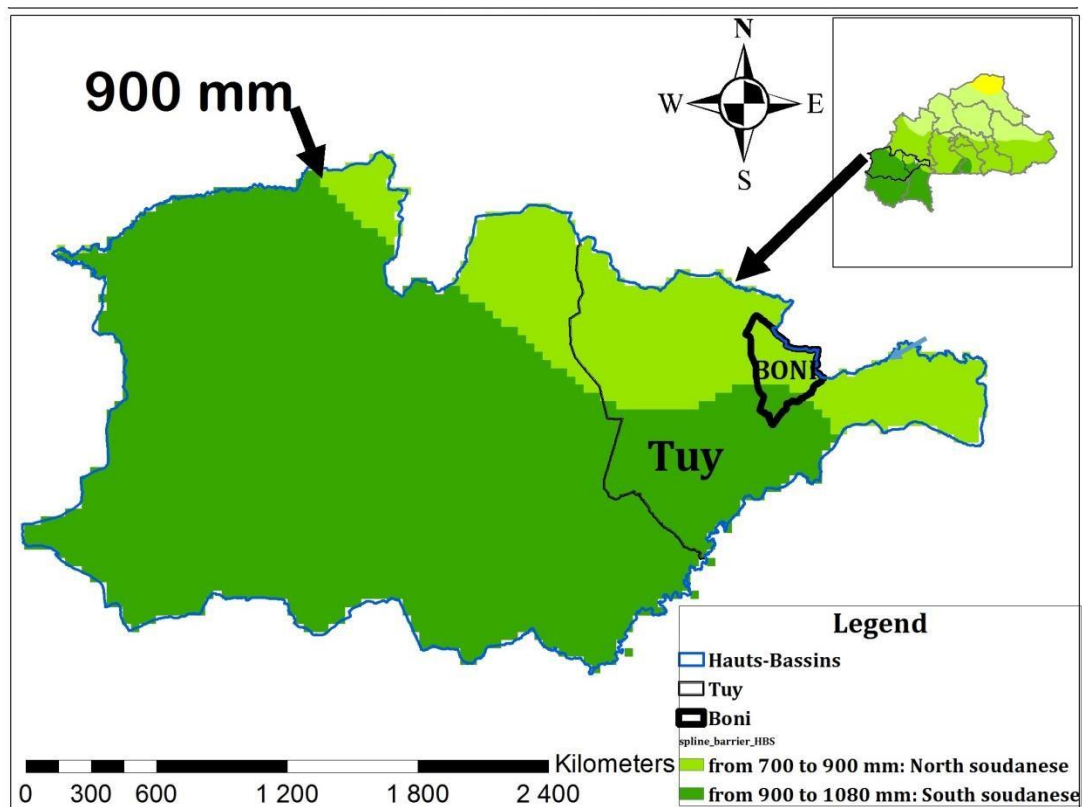 900 mm
N
W E
S
BONI
Tuy
Legend
Hauts-Bassins
Tuy
Boni
spline_barrier_HBS
from 700 to 900 mm: North soudanese
from 900 to 1080 mm: South soudanese
Kilometers
0 300 600 1 200 1 800 2 400